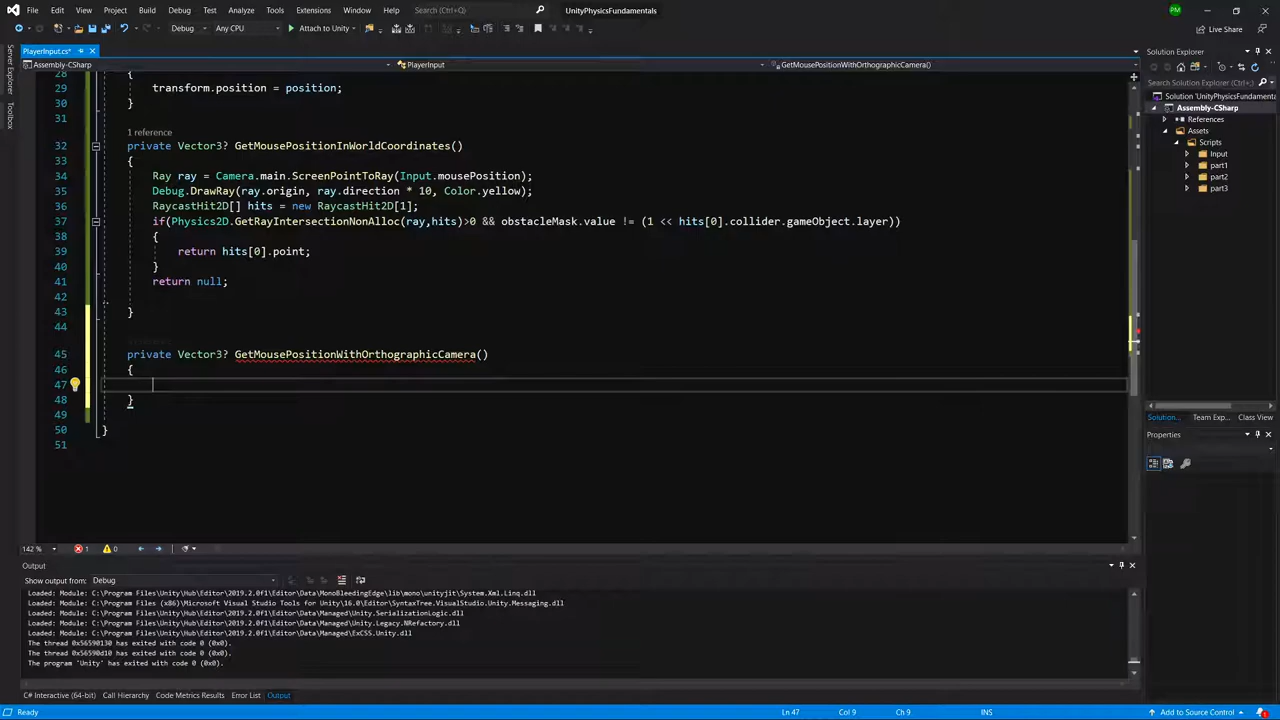 File Edit View Project Build Debug Test Analyze Tools Extensions Window Help Search (Ctrl+Q) UnityPhysicsFundamentals PM
Debug Any CPU Attach to Unity Live Share
PlayerInput.cs*
Assembly-CSharp PlayerInput GetMousePositionWithOrthographicCamera()
Server Explorer
Toolbox
28 {
29 transform.position = position;
30 }
31
1 reference
32 private Vector3? GetMousePositionInWorldCoordinates()
33 {
34 Ray ray = Camera.main.ScreenPointToRay(Input.mousePosition);
35 Debug.DrawRay(ray.origin, ray.direction * 10, Color.yellow);
36 RaycastHit2D[] hits = new RaycastHit2D[1];
37 if(Physics2D.GetRayIntersectionNonAlloc(ray,hits)>0 && obstacleMask.value != (1 << hits[0].collider.gameObject.layer))
38 {
39 return hits[0].point;
40 }
41 return null;
42
43 }
44
45 private Vector3? GetMousePositionWithOrthographicCamera()
46 {
47
48 }
49
50 }
51
142 % 1 0
Output
Show output from: Debug
Loaded: Module: C:\Program Files\Unity\Hub\Editor\2019.2.0f1\Editor\Data\MonoBleedingEdge\lib\mono\unityjit\System.Xml.Linq.dll
Loaded: Module: C:\Program Files (x86)\Microsoft Visual Studio Tools for Unity\16.0\Editor\SyntaxTree.VisualStudio.Unity.Messaging.dll
Loaded: Module: C:\Program Files\Unity\Hub\Editor\2019.2.0f1\Editor\Data\Managed\Unity.SerializationLogic.dll
Loaded: Module: C:\Program Files\Unity\Hub\Editor\2019.2.0f1\Editor\Data\Managed\Unity.Legacy.NRefactory.dll
Loaded: Module: C:\Program Files\Unity\Hub\Editor\2019.2.0f1\Editor\Data\Managed\ExCSS.Unity.dll
The thread 0x56590130 has exited with code 0 (0x0).
The thread 0x56590d10 has exited with code 0 (0x0).
The program 'Unity' has exited with code 0 (0x0).
C# Interactive (64-bit) Call Hierarchy Code Metrics Results Error List Output
Solution Explorer
Search Solution Explorer (Ctrl+;)
Solution 'UnityPhysicsFundamenta
Assembly-CSharp
References
Assets
Scripts
Input
part1
part2
part3
Solution... Team Exp... Class View
Properties
Ready Ln 47 Col 9 Ch 9 INS Add to Source Control 1